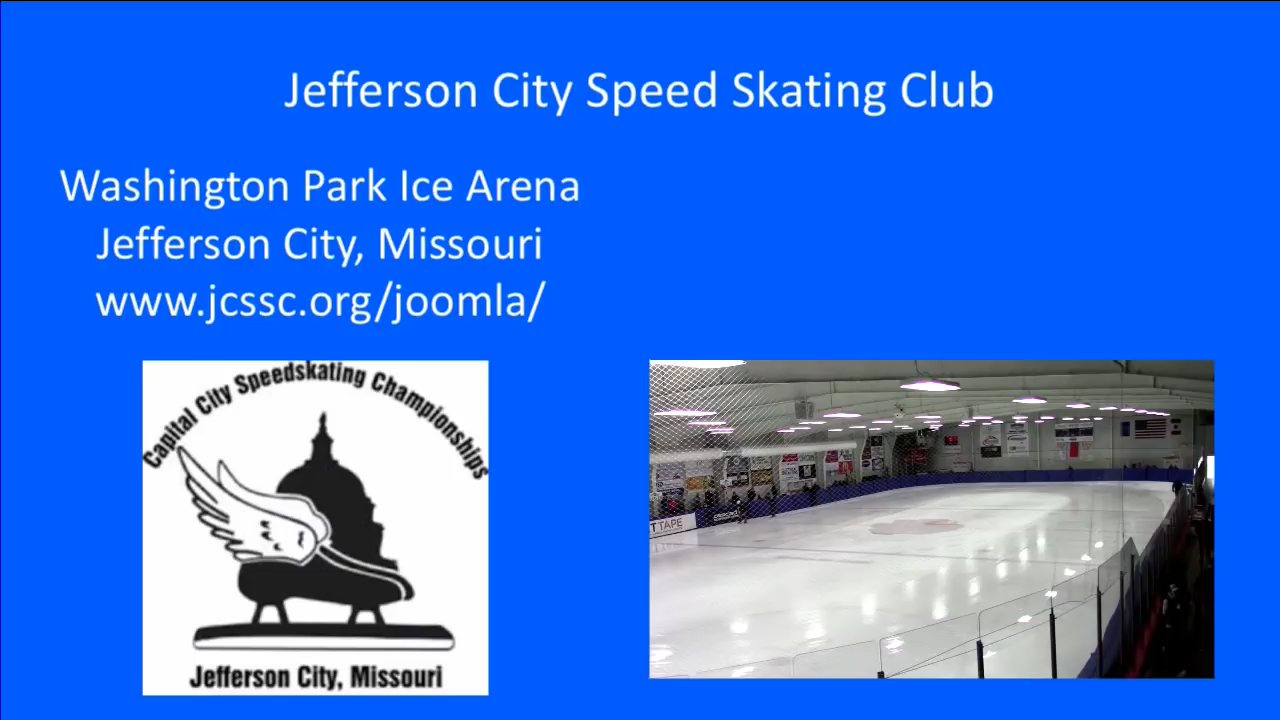 Jefferson City Speed Skating Club
Washington Park Ice Arena
Jefferson City, Missouri
www.jcssc.org/joomla/
Capital City Speedskating Championships
Jefferson City, Missouri
TAPE